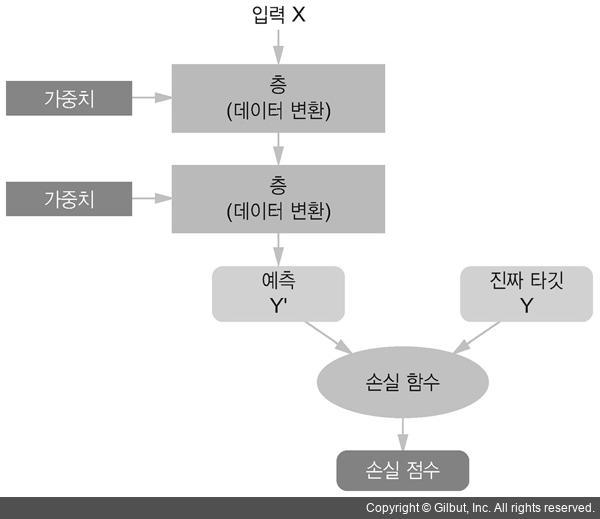 입력 X
가중치
층
(데이터 변환)
가중치
층
(데이터 변환)
예측
Y'
진짜 타깃
Y
손실 함수
손실 점수
Copyright © Gilbut, Inc. All rights reserved.